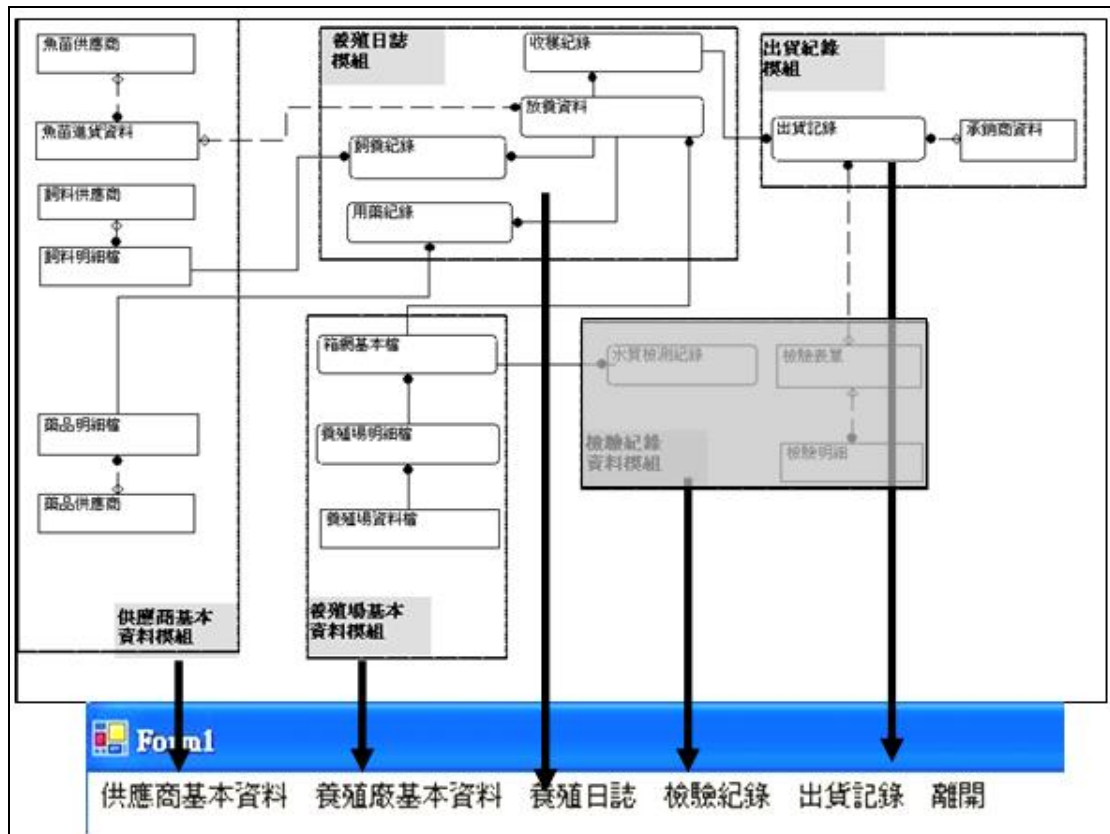 魚苗供應商
魚苗進貨資料
飼料供應商
飼料明細檔
藥品明細檔
藥品供應商
供應商基本
資料模組
養殖日誌
模組
收穫紀錄
放養資料
飼養紀錄
用藥紀錄
箱網基本檔
養殖場明細檔
養殖場資料檔
養殖場基本
資料模組
水質檢測紀錄
檢驗表單
檢驗明細
檢驗紀錄
資料模組
出貨紀錄
模組
出貨記錄
承銷商資料
Form1
供應商基本資料 養殖廠基本資料 養殖日誌 檢驗紀錄 出貨記錄 離開